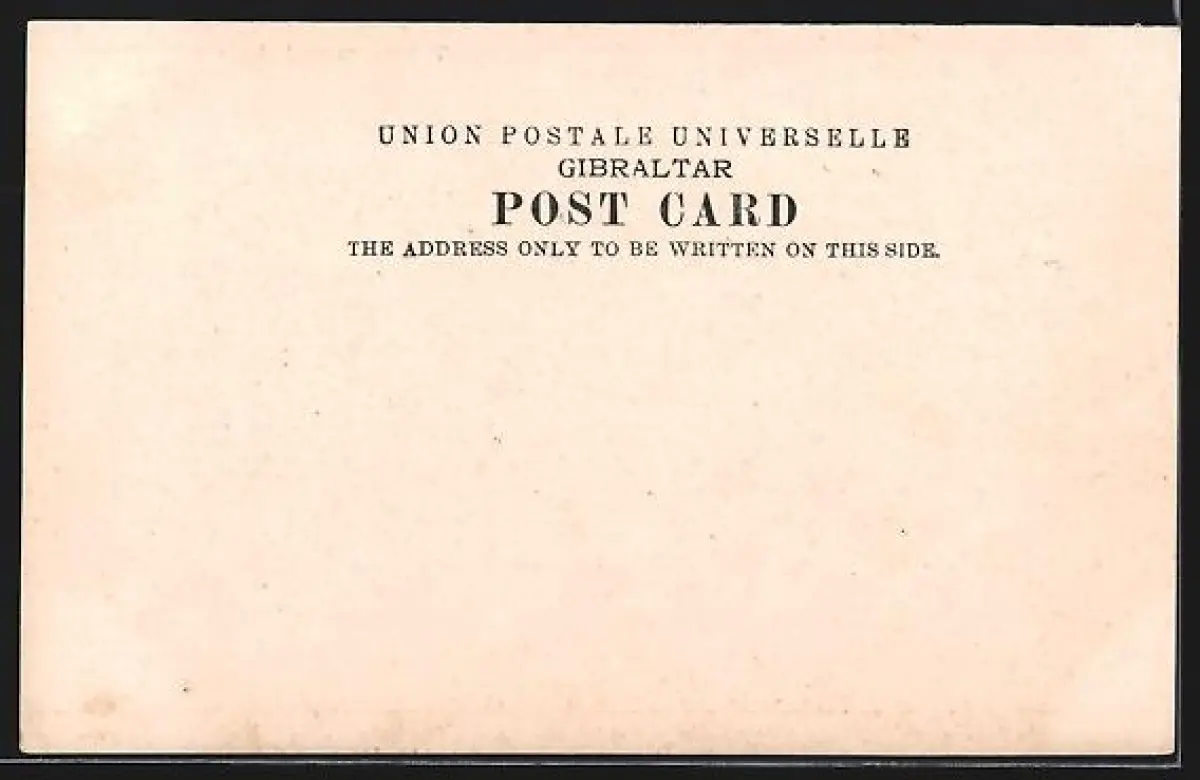 UNION POSTALE UNIVERSELLE
GIBRALTAR
POST CARD
THE ADDRESS ONLY TO BE WRITTEN ON THIS SIDE.